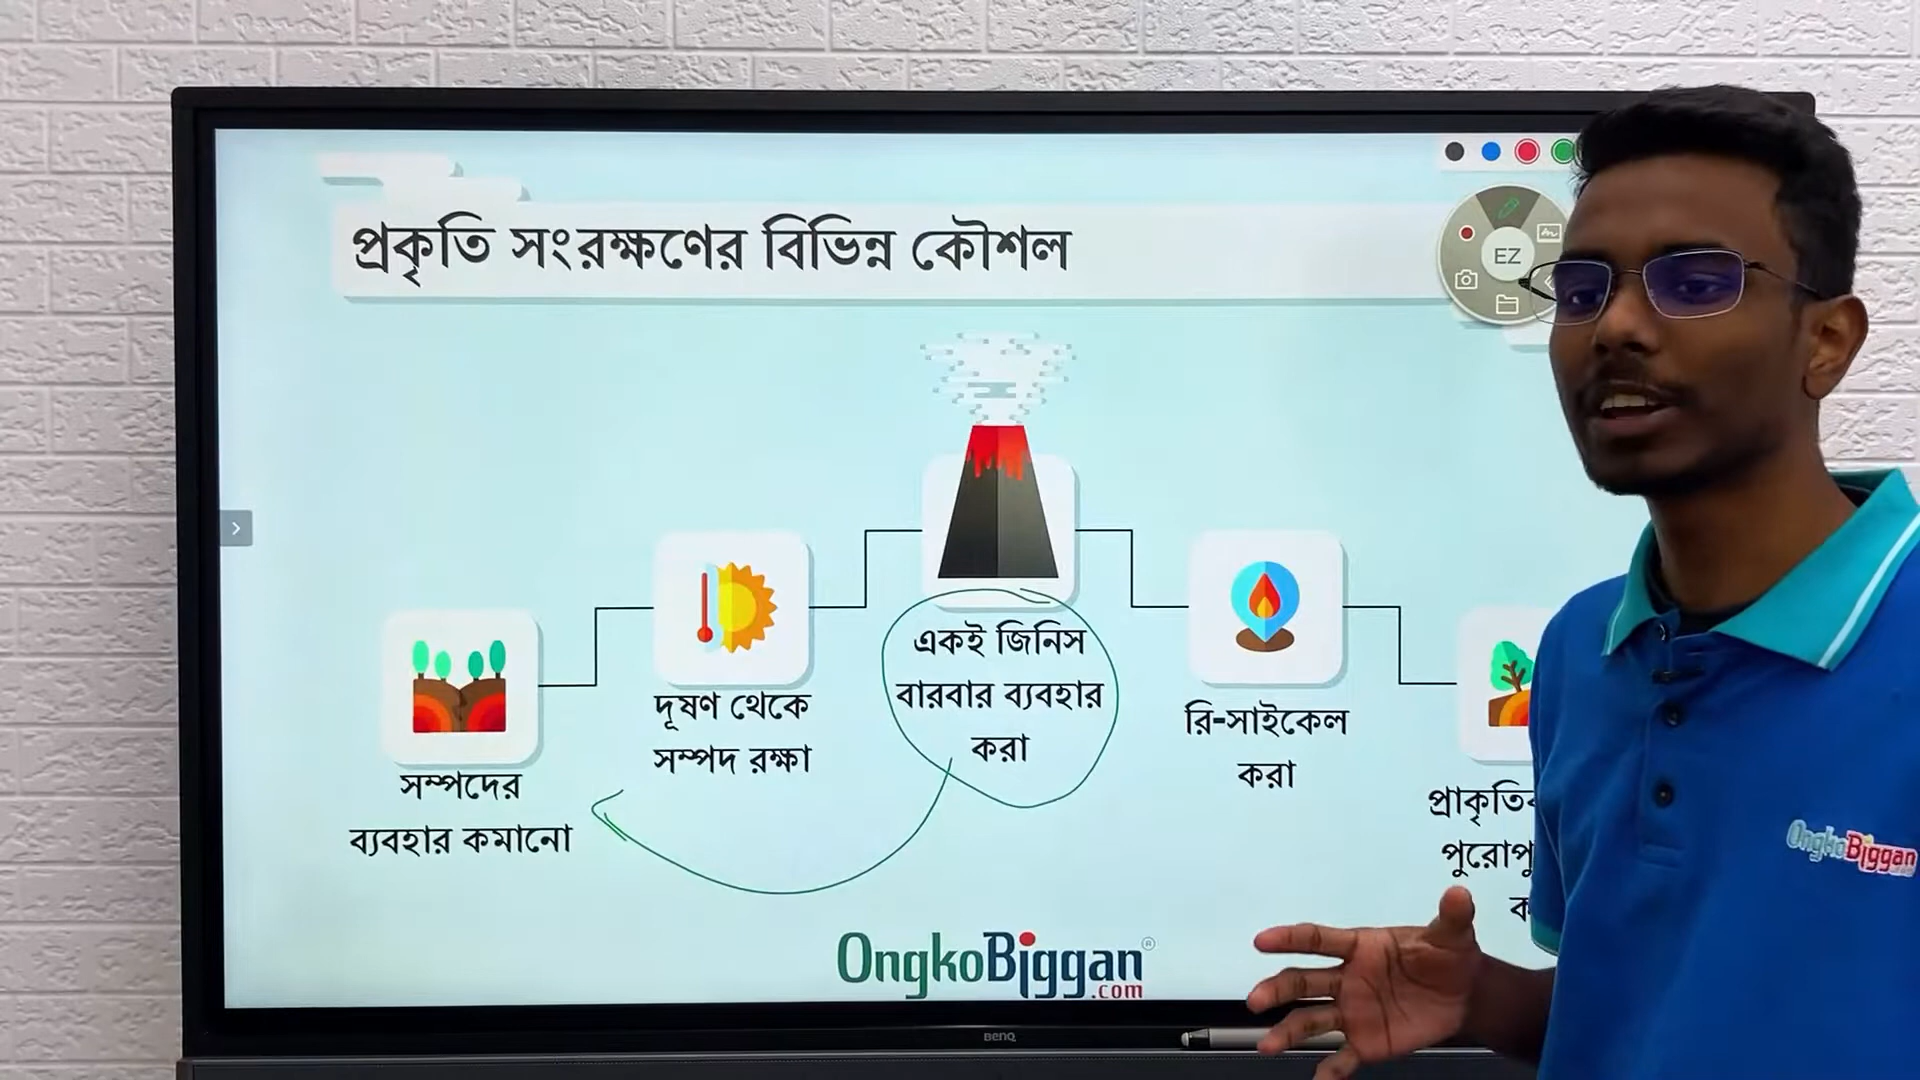 প্রকৃতি সংরক্ষণের বিভিন্ন কৌশল
EZ
সম্পদের
ব্যবহার কমানো
দূষণ থেকে
সম্পদ রক্ষা
একই জিনিস
বারবার ব্যবহার
করা
রি-সাইকেল
করা
OngkoBiggan®
.com
BenQ
OngkoBiggan